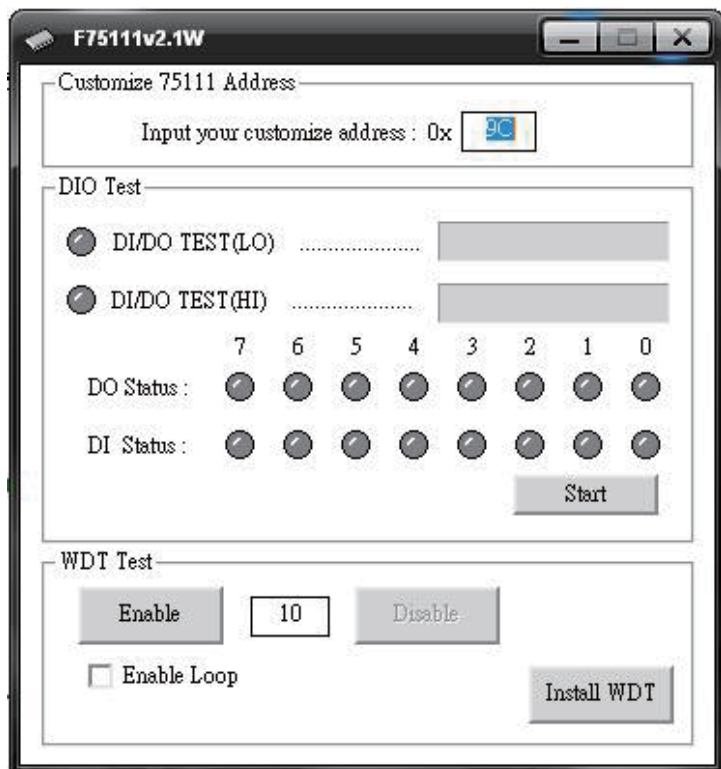 F75111v2.1W
Customize 75111 Address
Input your customize address : 0x 9C
DIO Test
DI/DO TEST(LO) .....................
DI/DO TEST(HI) .....................
7 6 5 4 3 2 1 0
DO Status :
DI Status :
Start
WDT Test
Enable 10 Disable
Enable Loop
Install WDT